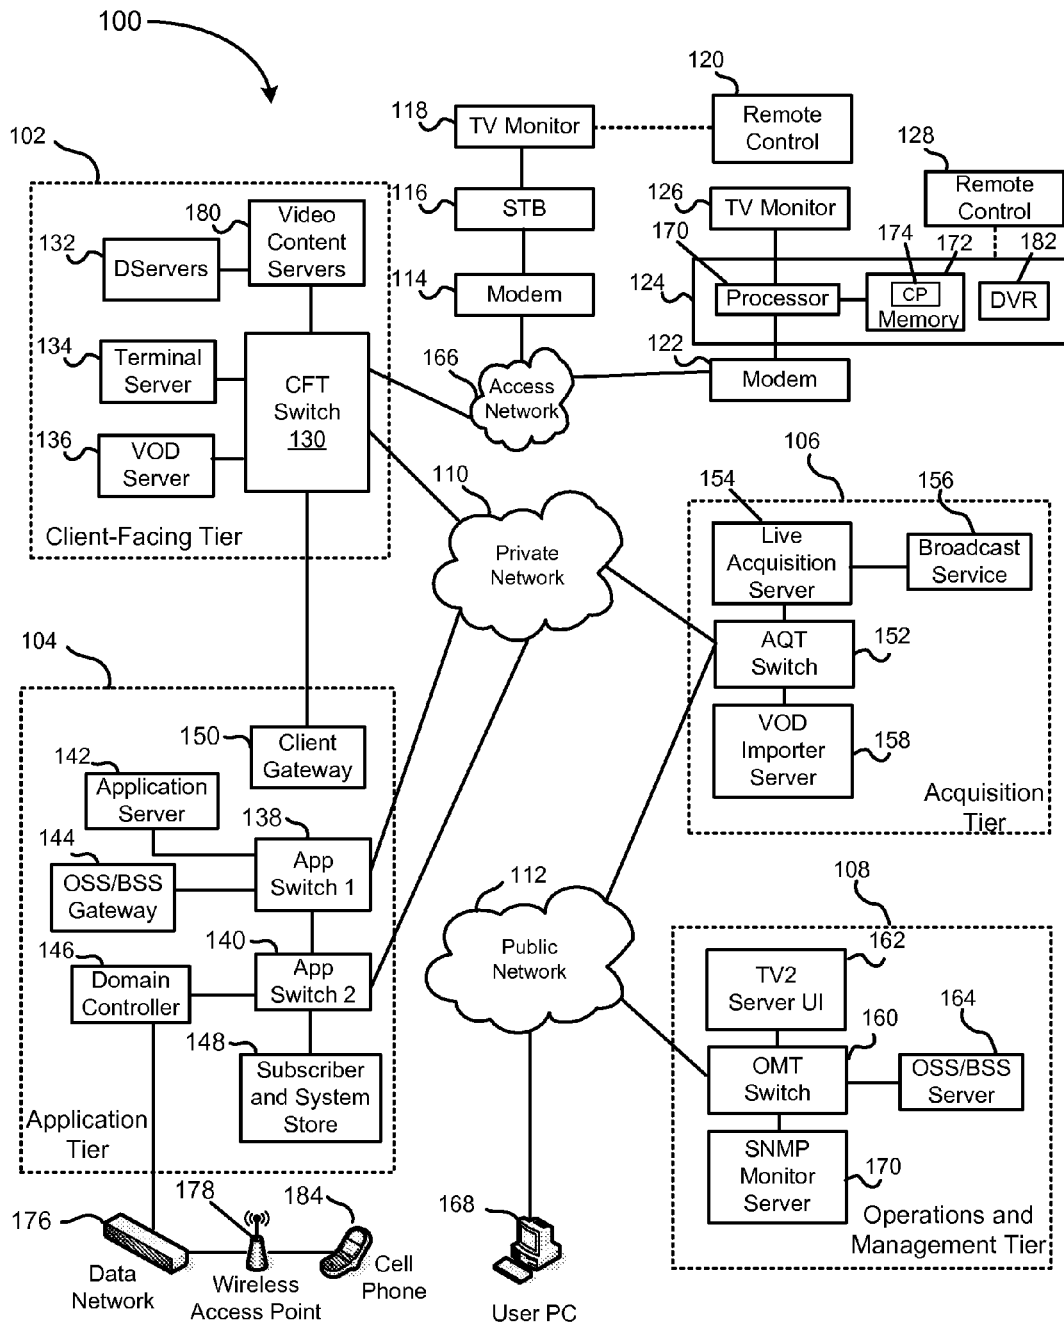 100
120
118
TV Monitor
Remote
Control
102
128
116
STB
126
TV Monitor
Remote
Control
180
Video
Content
Servers
132
DServers
170
174
172
182
114
Modem
124
Processor
CP
Memory
DVR
134
Terminal
Server
CFT
Switch
130
166
Access
Network
122
Modem
136
VOD
Server
Client-Facing Tier
110
Private
Network
106
154
156
Live
Acquisition
Server
Broadcast
Service
AQT
Switch
152
104
150
Client
Gateway
VOD
Importer
Server
158
Acquisition
Tier
142
Application
Server
138
144
App
Switch 1
OSS/BSS
Gateway
112
Public
Network
108
146
140
Domain
Controller
App
Switch 2
162
TV2
Server UI
164
148
160
Subscriber
and System
Store
OMT
Switch
OSS/BSS
Server
Application
Tier
SNMP
Monitor
Server
170
176
178
184
168
Operations and
Management Tier
Data
Network
Wireless
Access Point
Cell
Phone
User PC